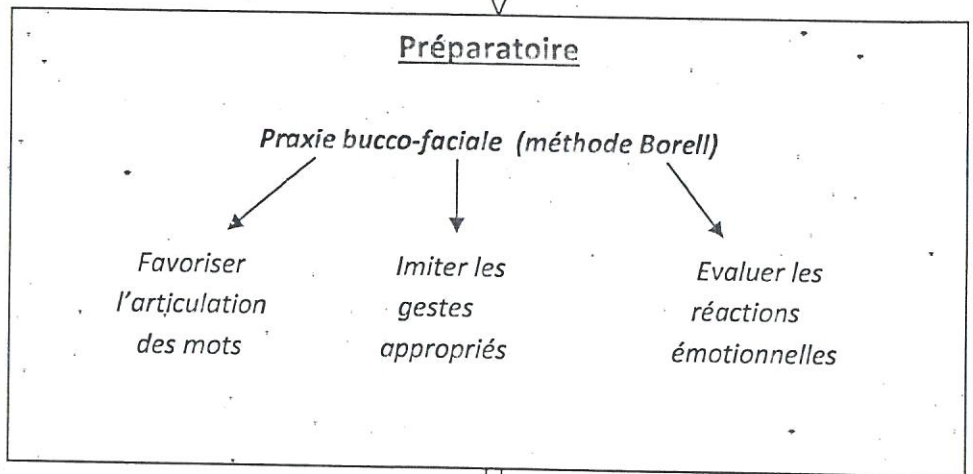 Préparatoire
Praxie bucco-faciale (méthode Borell)
Favoriser
l'articulation
des mots
Imiter les
gestes
appropriés
Evaluer les
réactions
émotionnelles